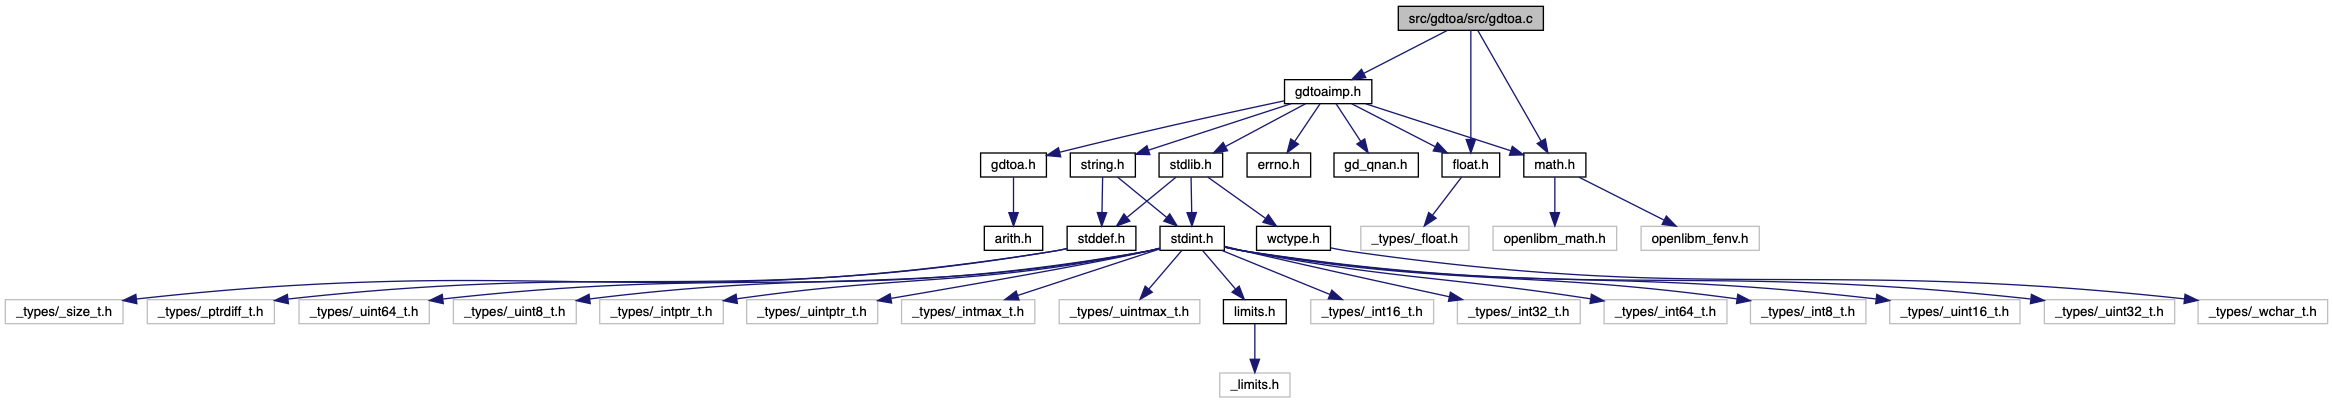 src/gdtoa/src/gdtoa.c
gdtoaimp.h
gdtoa.h
string.h
stdlib.h
errno.h
gd_qnan.h
float.h
math.h
arith.h
stddef.h
stdint.h
wctype.h
_types/_float.h
openlibm_math.h
openlibm_fenv.h
_types/_size_t.h
_types/_ptrdiff_t.h
_types/_uint64_t.h
_types/_uint8_t.h
_types/_intptr_t.h
_types/_uintptr_t.h
_types/_intmax_t.h
_types/_uintmax_t.h
limits.h
_types/_int16_t.h
_types/_int32_t.h
_types/_int64_t.h
_types/_int8_t.h
_types/_uint16_t.h
_types/_uint32_t.h
_types/_wchar_t.h
_limits.h